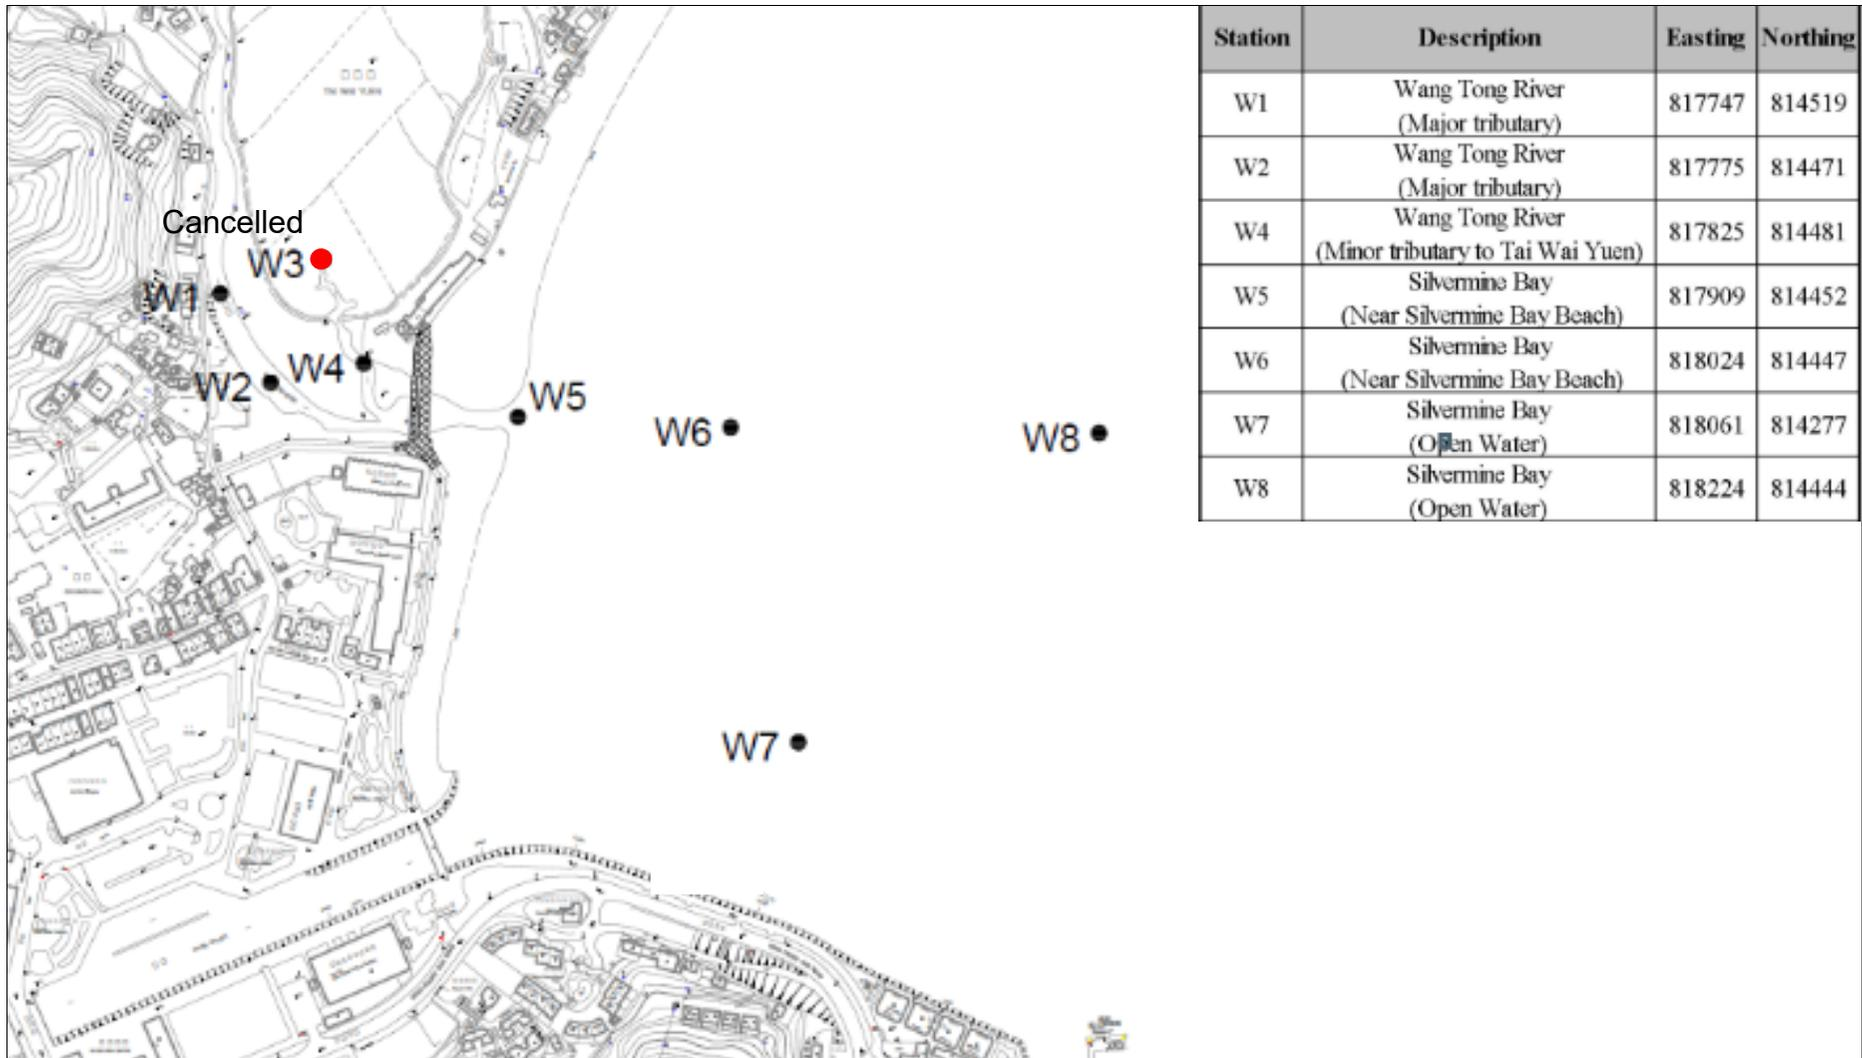 Cancelled
W3
W1
W4
W2
W5
W6
W8
W7
Station Description Easting Northing
W1 Wang Tong River (Major tributary) 817747 814519
W2 Wang Tong River (Major tributary) 817775 814471
W4 Wang Tong River (Minor tributary to Tai Wai Yuen) 817825 814481
W5 Silvermine Bay (Near Silvermine Bay Beach) 817909 814452
W6 Silvermine Bay (Near Silvermine Bay Beach) 818024 814447
W7 Silvermine Bay (Open Water) 818061 814277
W8 Silvermine Bay (Open Water) 818224 814444